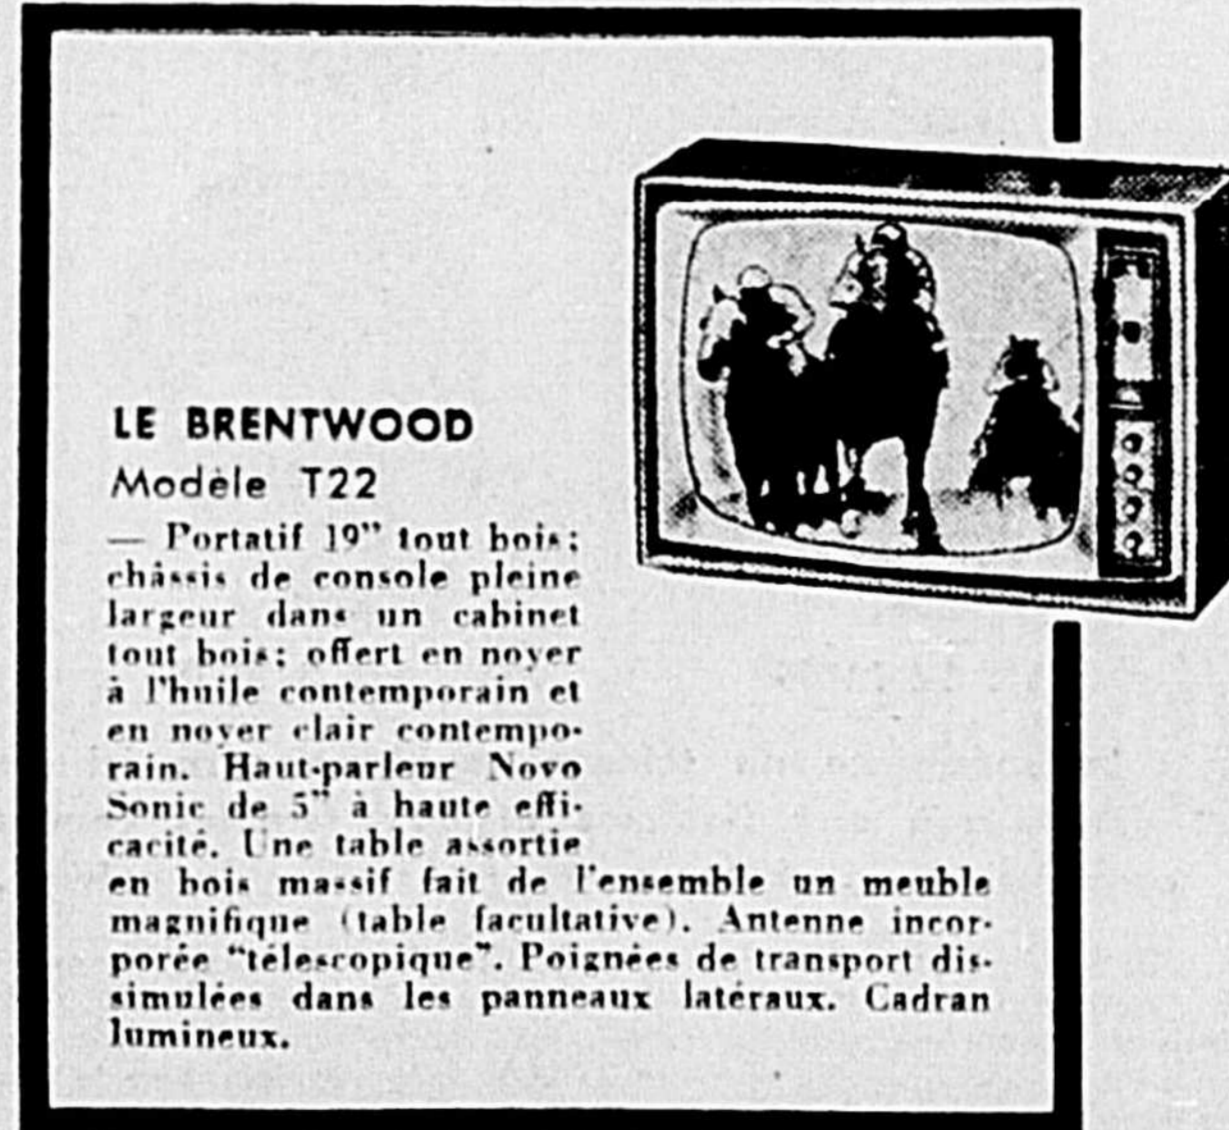 LE BRENTWOOD
Modèle T22
— Portatif 19” tout bois;
châssis de console pleine
largeur dans un cabinet
tout bois; offert en noyer
à l'huile contemporain et
en noyer clair contempo-
rain. Haut-parleur Novo
Sonic de 5” à haute effi-
cacité. Une table assortie
en bois massif fait de l'ensemble un meuble
magnifique (table facultative). Antenne incor-
porée “télescopique”. Poignées de transport dis-
simulées dans les panneaux latéraux. Cadran
lumineux.